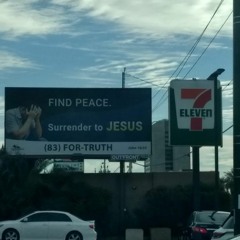 FIND PEACE.
Surrender to JESUS
(83) FOR-TRUTH
7
ELEVEN